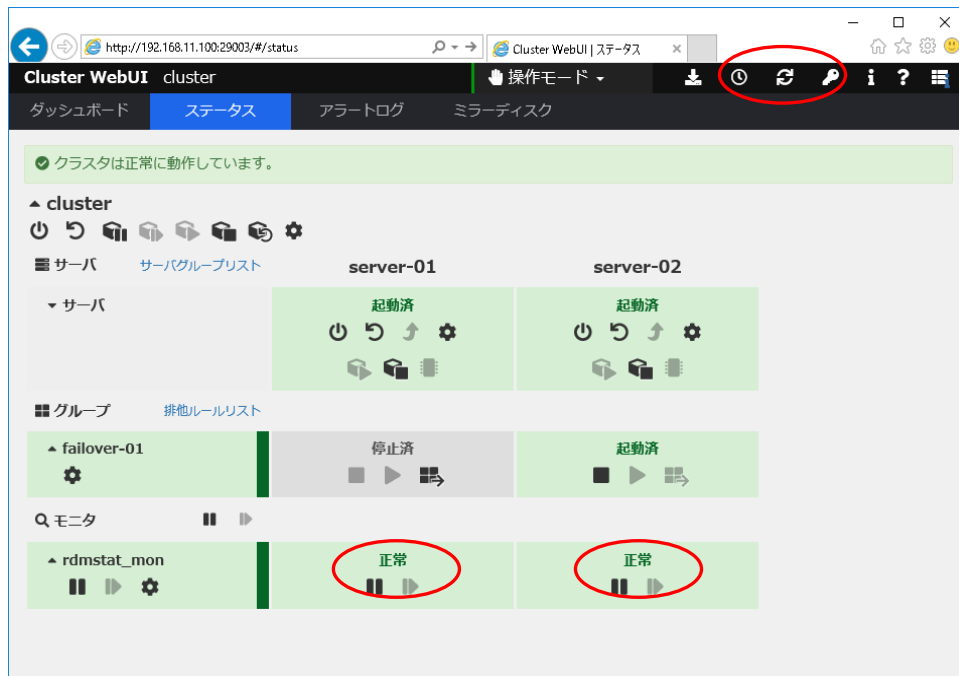 http://192.168.11.100:29003/#/status
Cluster WebUI | ステータス
Cluster WebUI cluster 操作モード
ダッシュボード ステータス アラートログ ミラーディスク
クラスタは正常に動作しています。
cluster
サーバ サーバグループリスト server-01 server-02
サーバ 起動済 起動済
グループ 排他ルールリスト
failover-01 停止済 起動済
モニタ
rdmstat_mon 正常 正常